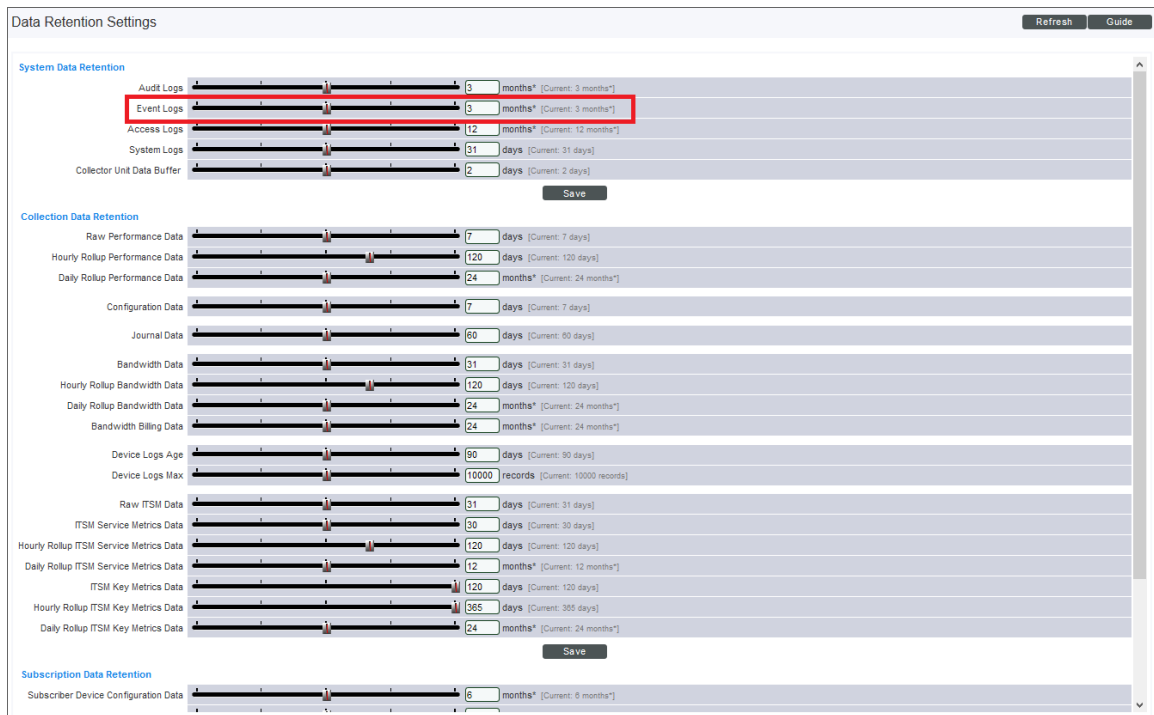 Data Retention Settings
Refresh
Guide
System Data Retention
Audit Logs 3 months* [Current: 3 months*]
Event Logs 3 months* [Current: 3 months*]
Access Logs 12 months* [Current: 12 months*]
System Logs 31 days [Current: 31 days]
Collector Unit Data Buffer 2 days [Current: 2 days]
Save
Collection Data Retention
Raw Performance Data 7 days [Current: 7 days]
Hourly Rollup Performance Data 120 days [Current: 120 days]
Daily Rollup Performance Data 24 months* [Current: 24 months*]
Configuration Data 7 days [Current: 7 days]
Journal Data 60 days [Current: 60 days]
Bandwidth Data 31 days [Current: 31 days]
Hourly Rollup Bandwidth Data 120 days [Current: 120 days]
Daily Rollup Bandwidth Data 24 months* [Current: 24 months*]
Bandwidth Billing Data 24 months* [Current: 24 months*]
Device Logs Age 90 days [Current: 90 days]
Device Logs Max 10000 records [Current: 10000 records]
Raw ITSM Data 31 days [Current: 31 days]
ITSM Service Metrics Data 30 days [Current: 30 days]
Hourly Rollup ITSM Service Metrics Data 120 days [Current: 120 days]
Daily Rollup ITSM Service Metrics Data 12 months* [Current: 12 months*]
ITSM Key Metrics Data 120 days [Current: 120 days]
Hourly Rollup ITSM Key Metrics Data 365 days [Current: 365 days]
Daily Rollup ITSM Key Metrics Data 24 months* [Current: 24 months*]
Save
Subscription Data Retention
Subscriber Device Configuration Data 6 months* [Current: 6 months*]